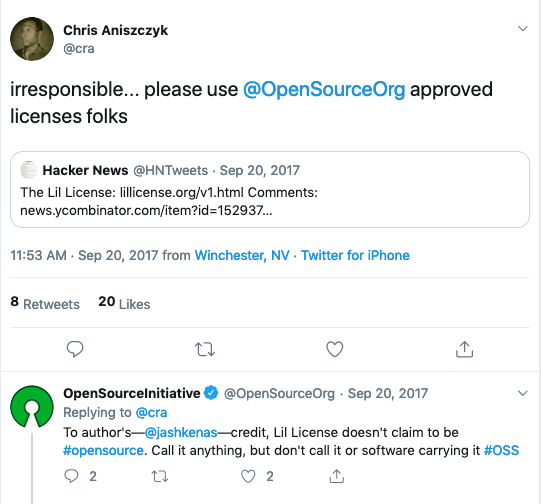 Chris Aniszczyk
@cra
irresponsible... please use @OpenSourceOrg approved
licenses folks
Hacker News @HNTweets · Sep 20, 2017
The Lil License: lillicense.org/v1.html Comments:
news.ycombinator.com/item?id=152937...
11:53 AM · Sep 20, 2017 from Winchester, NV · Twitter for iPhone
8 Retweets 20 Likes
OpenSourceInitiative @OpenSourceOrg · Sep 20, 2017
Replying to @cra
To author's—@jashkenas—credit, Lil License doesn't claim to be
#opensource. Call it anything, but don't call it or software carrying it #OSS
2 2